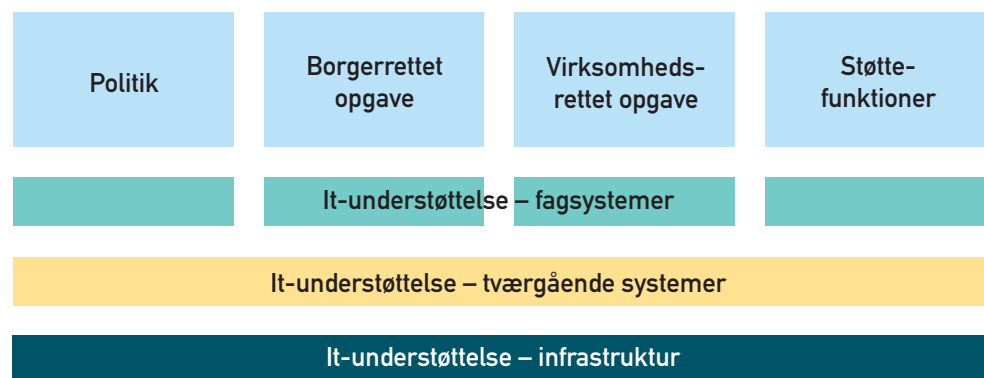 Politik
Borgerrettet
opgave
Virksomheds-
rettet opgave
Støtte-
funktioner
It-understøttelse – fagsystemer
It-understøttelse – tværgående systemer
It-understøttelse – infrastruktur